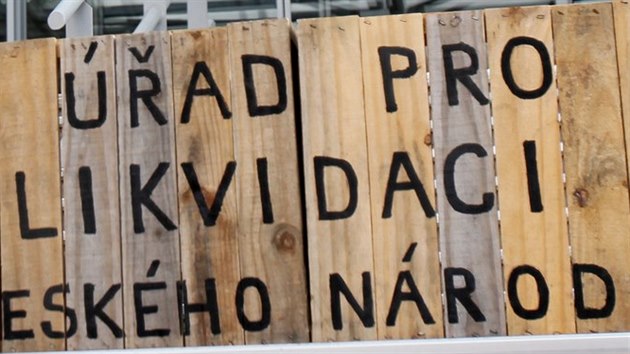 ÚŘAD PRO
LIKVIDACI
ESKÉHO NÁROD